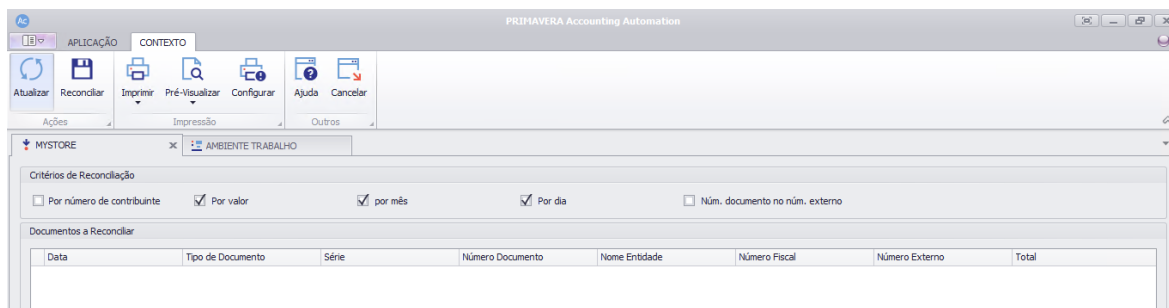 Ac PRIMAVERA Accounting Automation
APLICAÇÃO CONTEXTO
Atualizar Reconciliar Imprimir Pré-Visualizar Configurar Ajuda Cancelar
Ações Impressão Outros
MYSTORE AMBIENTE TRABALHO
Critérios de Reconciliação
Por número de contribuinte Por valor por mês Por dia Núm. documento no núm. externo
Documentos a Reconciliar
Data Tipo de Documento Série Número Documento Nome Entidade Número Fiscal Número Externo Total